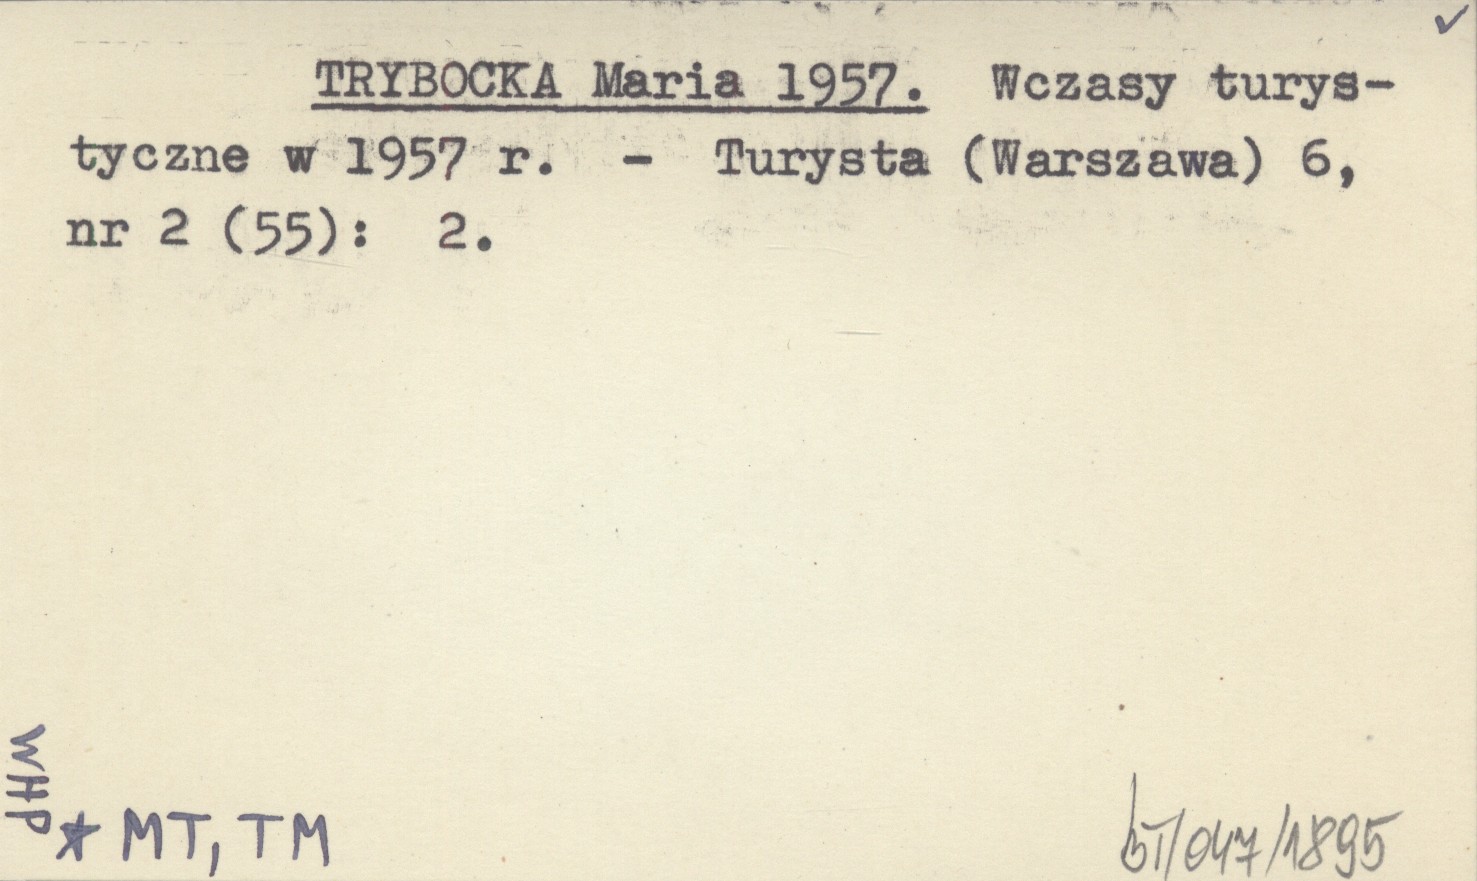 ✓
TRYBOCKA Maria 1957. Wczasy turys-
tyczne w 1957 r. - Turysta (Warszawa) 6,
nr 2 (55): 2.
WHP
* MT, TM
bT/047/1895